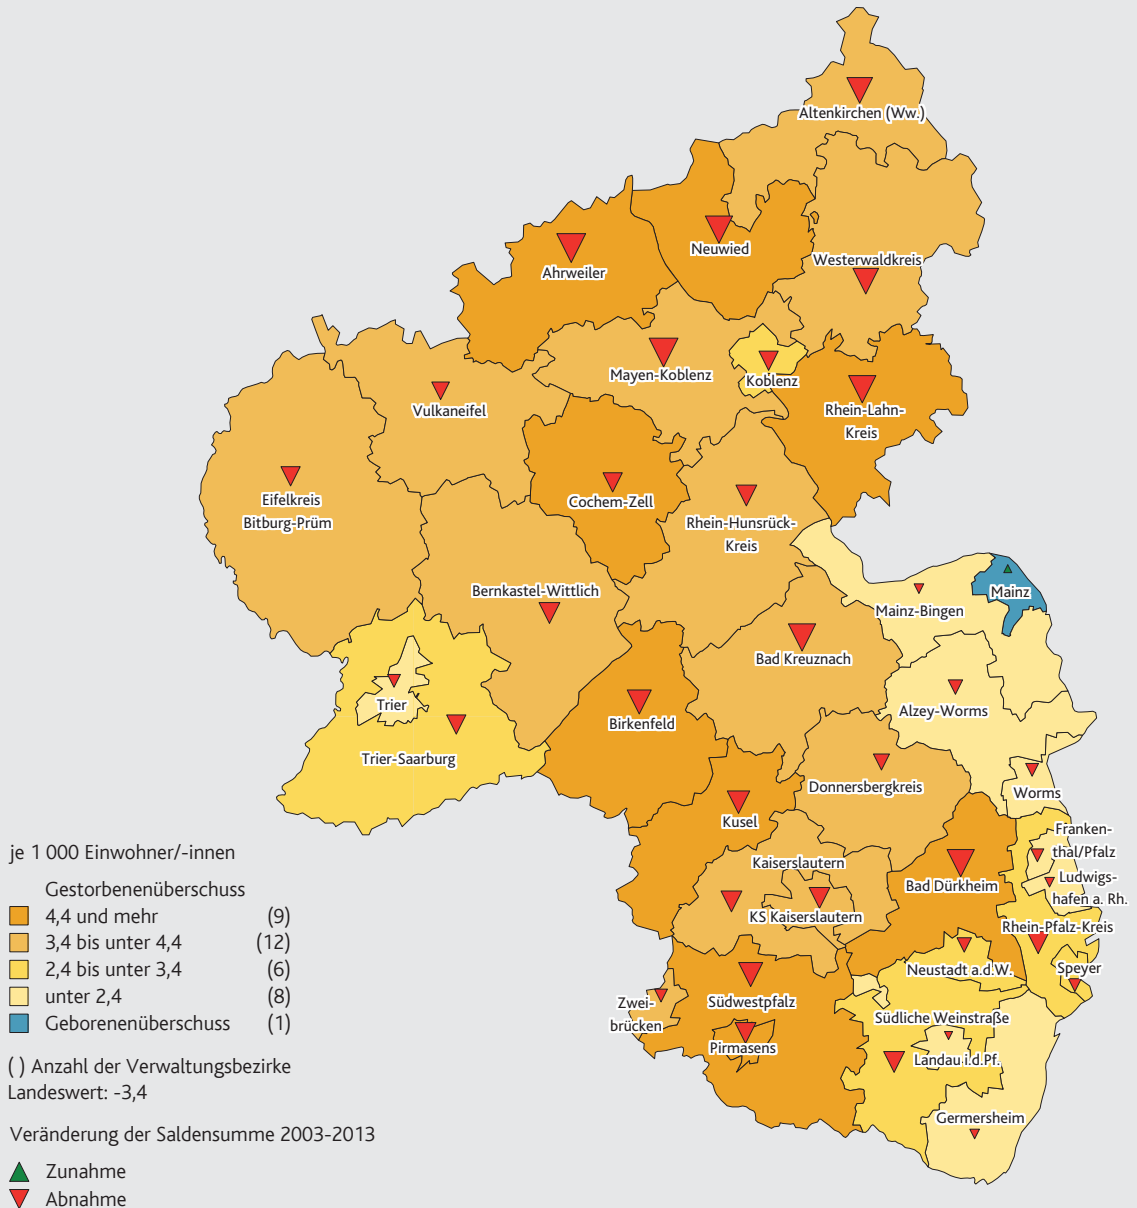 Altenkirchen (Ww.)
Neuwied
Westerwaldkreis
Ahrweiler
Mayen-Koblenz
Koblenz
Rhein-Lahn-
Kreis
Vulkaneifel
Eifelkreis
Bitburg-Prüm
Cochem-Zell
Rhein-Hunsrück-
Kreis
Bernkastel-Wittlich
Mainz-Bingen
Mainz
Bad Kreuznach
Trier
Birkenfeld
Alzey-Worms
Trier-Saarburg
Donnersbergkreis
Worms
Kusel
Franken-
thal/Pfalz
Kaiserslautern
Bad Dürkheim
Ludwigs-
hafen a. Rh.
KS Kaiserslautern
Rhein-Pfalz-Kreis
Neustadt a.d.W.
Speyer
Zwei-
brücken
Südwestpfalz
Südliche Weinstraße
Pirmasens
Landau i.d.Pf.
Germersheim
je 1 000 Einwohner/-innen
Gestorbenenüberschuss
4,4 und mehr (9)
3,4 bis unter 4,4 (12)
2,4 bis unter 3,4 (6)
unter 2,4 (8)
Geborenenüberschuss (1)
( ) Anzahl der Verwaltungsbezirke
Landeswert: -3,4
Veränderung der Saldensumme 2003-2013
Zunahme
Abnahme